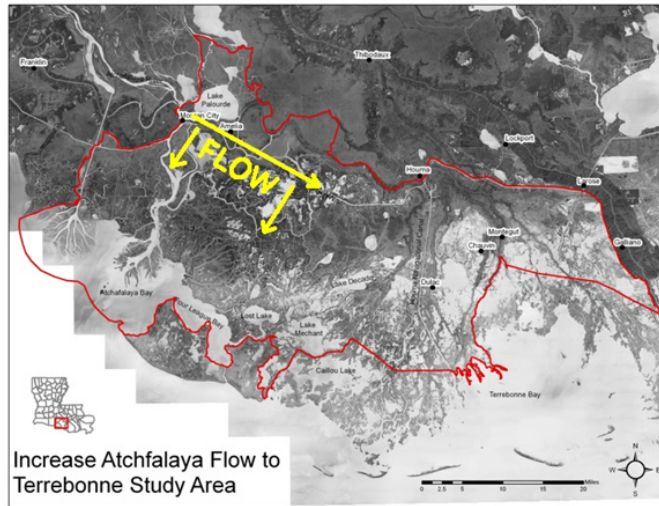 Franklin
Thibodaux
Lake
Palourde
Morgan City
Amelia
Lockport
FLOW
Houma
Larose
Montegut
Galliano
Chauvin
Lake Decade
Dulac
Atchafalaya Bay
Four League Bay
Lost Lake
Lake
Mechant
Caillou Lake
Terrebonne Bay
N
W
E
S
Increase Atchfalaya Flow to
Terrebonne Study Area
0 2.5 5 10 15 20
Miles